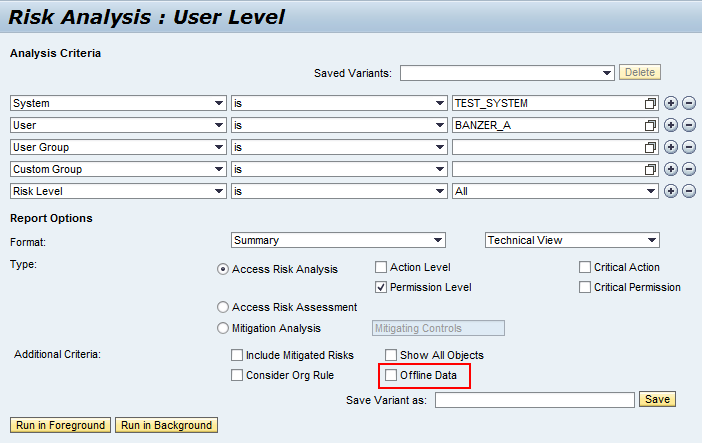 Risk Analysis : User Level
Analysis Criteria
Saved Variants: Delete
System is TEST_SYSTEM
User is BANZER_A
User Group is
Custom Group is
Risk Level is All
Report Options
Format: Summary Technical View
Type: Access Risk Analysis Action Level Critical Action
Permission Level Critical Permission
Access Risk Assessment
Mitigation Analysis Mitigating Controls
Additional Criteria: Include Mitigated Risks Show All Objects
Consider Org Rule Offline Data
Save Variant as: Save
Run in Foreground Run in Background